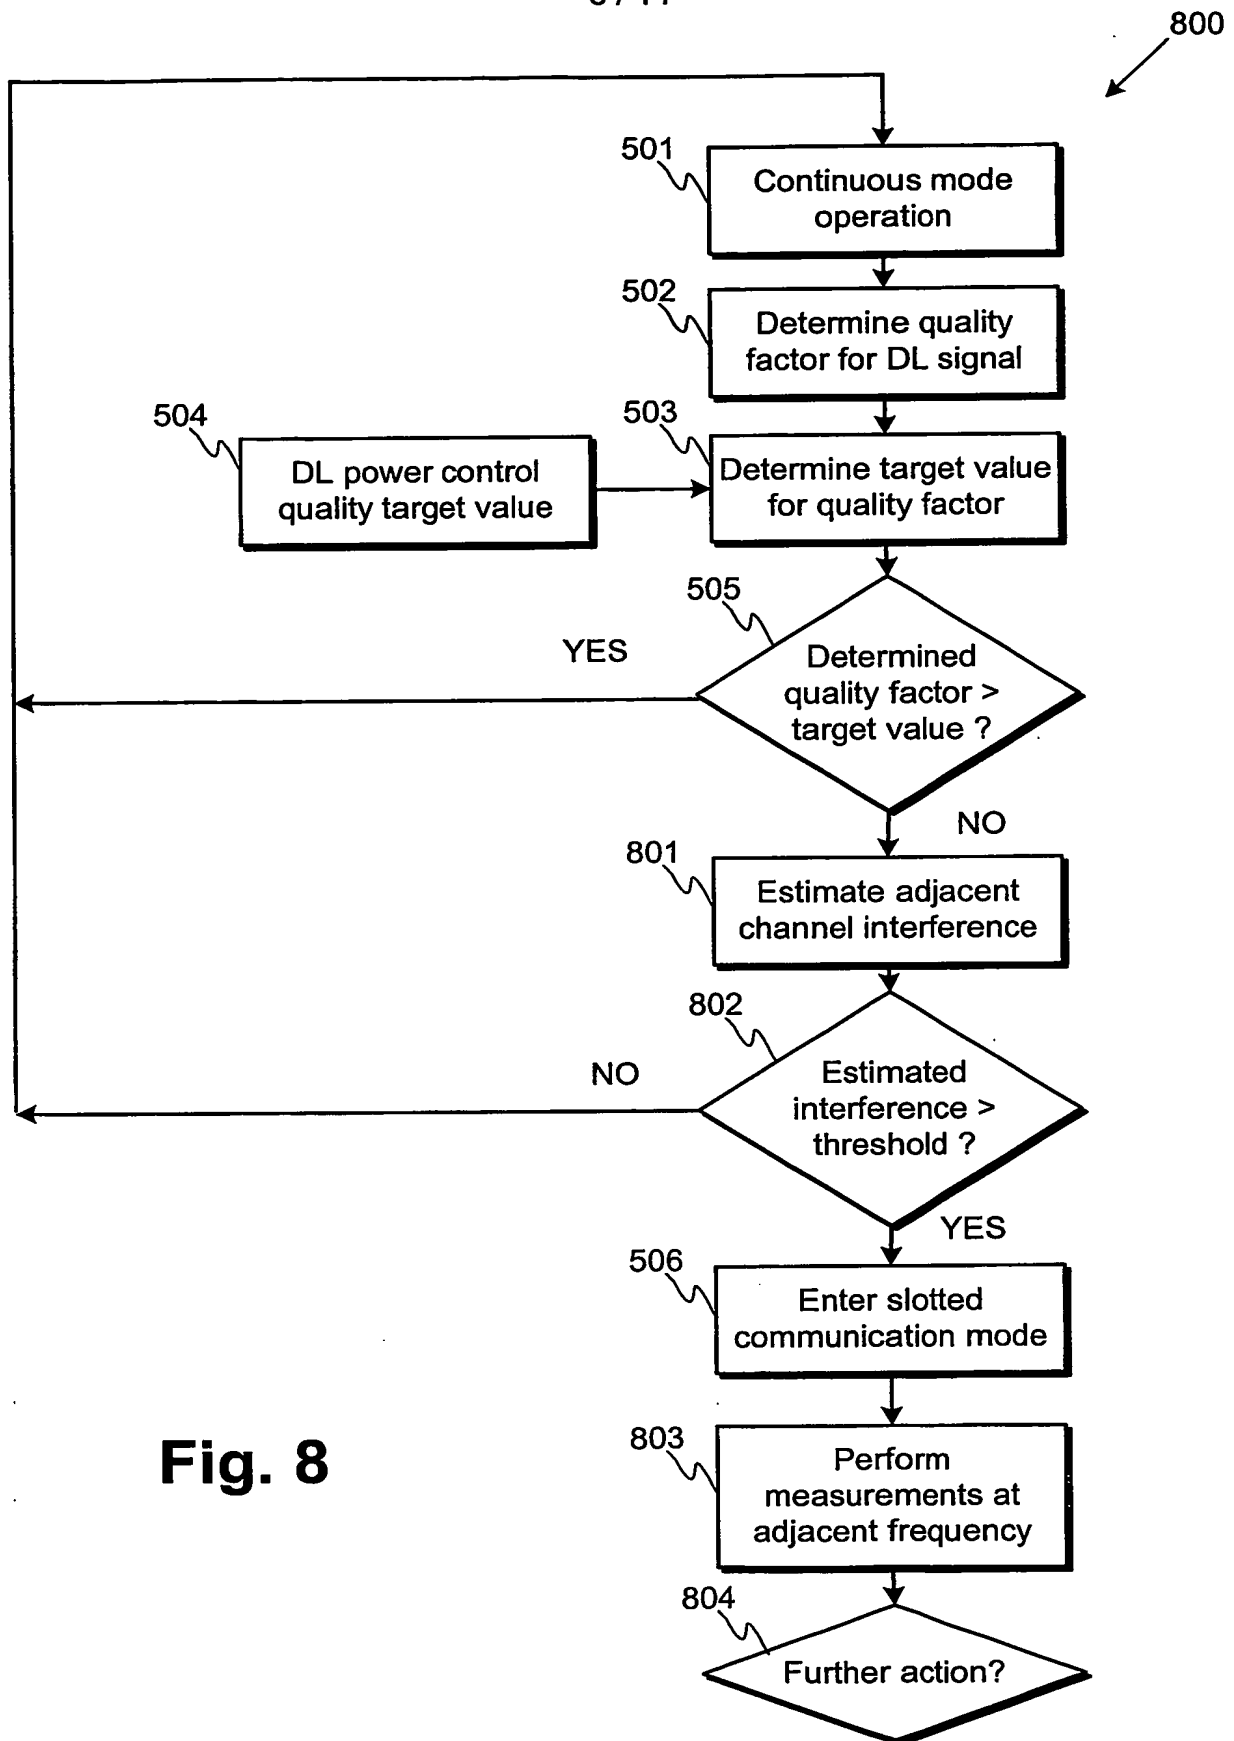 800
501
Continuous mode
operation
502
Determine quality
factor for DL signal
504
DL power control
quality target value
503
Determine target value
for quality factor
505
YES
Determined
quality factor >
target value ?
NO
801
Estimate adjacent
channel interference
802
NO
Estimated
interference >
threshold ?
YES
506
Enter slotted
communication mode
803
Perform
measurements at
adjacent frequency
Fig. 8
804
Further action?